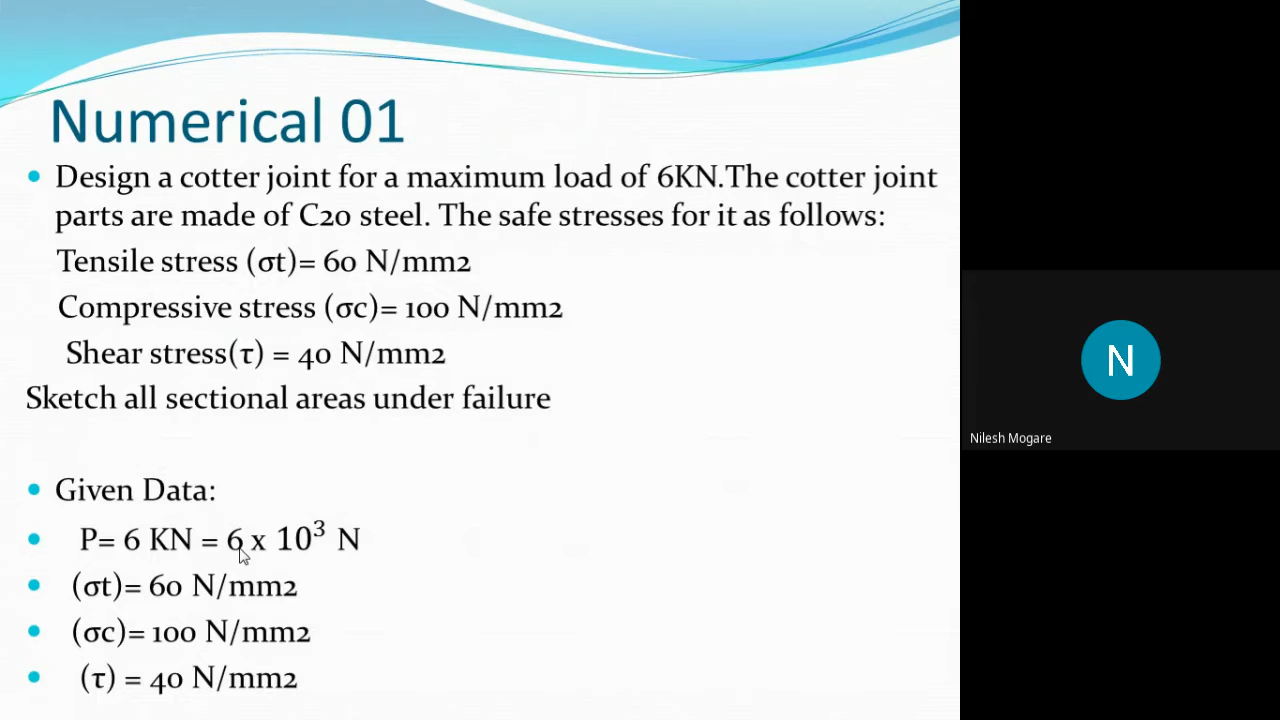 Numerical 01
• Design a cotter joint for a maximum load of 6KN.The cotter joint
parts are made of C20 steel. The safe stresses for it as follows:
Tensile stress (σt)= 60 N/mm2
Compressive stress (σc)= 100 N/mm2
Shear stress(τ) = 40 N/mm2
Sketch all sectional areas under failure
• Given Data:
• P= 6 KN = 6 x 10³ N
• (σt)= 60 N/mm2
• (σc)= 100 N/mm2
• (τ) = 40 N/mm2
N
Nilesh Mogare